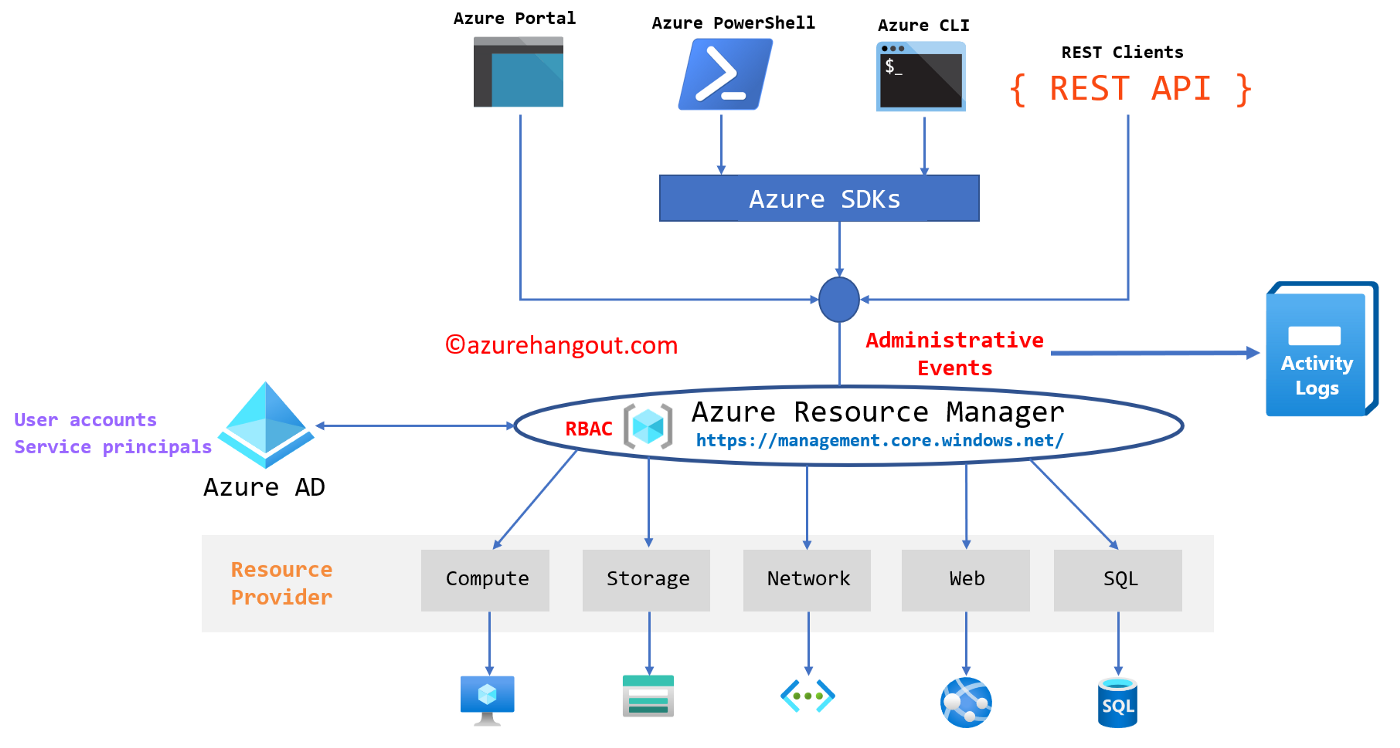 Azure Portal
Azure PowerShell
Azure CLI
REST Clients
$_
{ REST API }
Azure SDKs
©azurehangout.com
Administrative
Events
Activity
Logs
User accounts
Service principals
Azure AD
RBAC
Azure Resource Manager
https://management.core.windows.net/
Resource
Provider
Compute
Storage
Network
Web
SQL
SQL